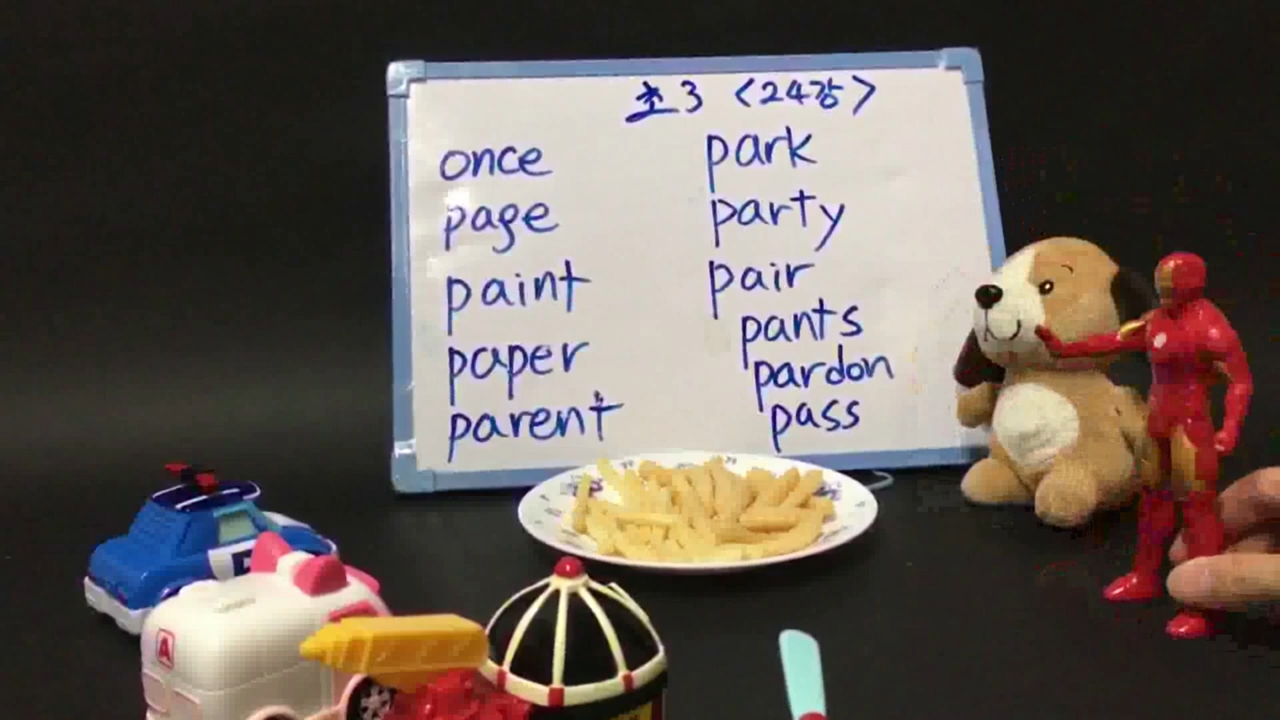 초3 <24강>
once
page
paint
paper
parent
park
party
pair
pants
pardon
pass
A